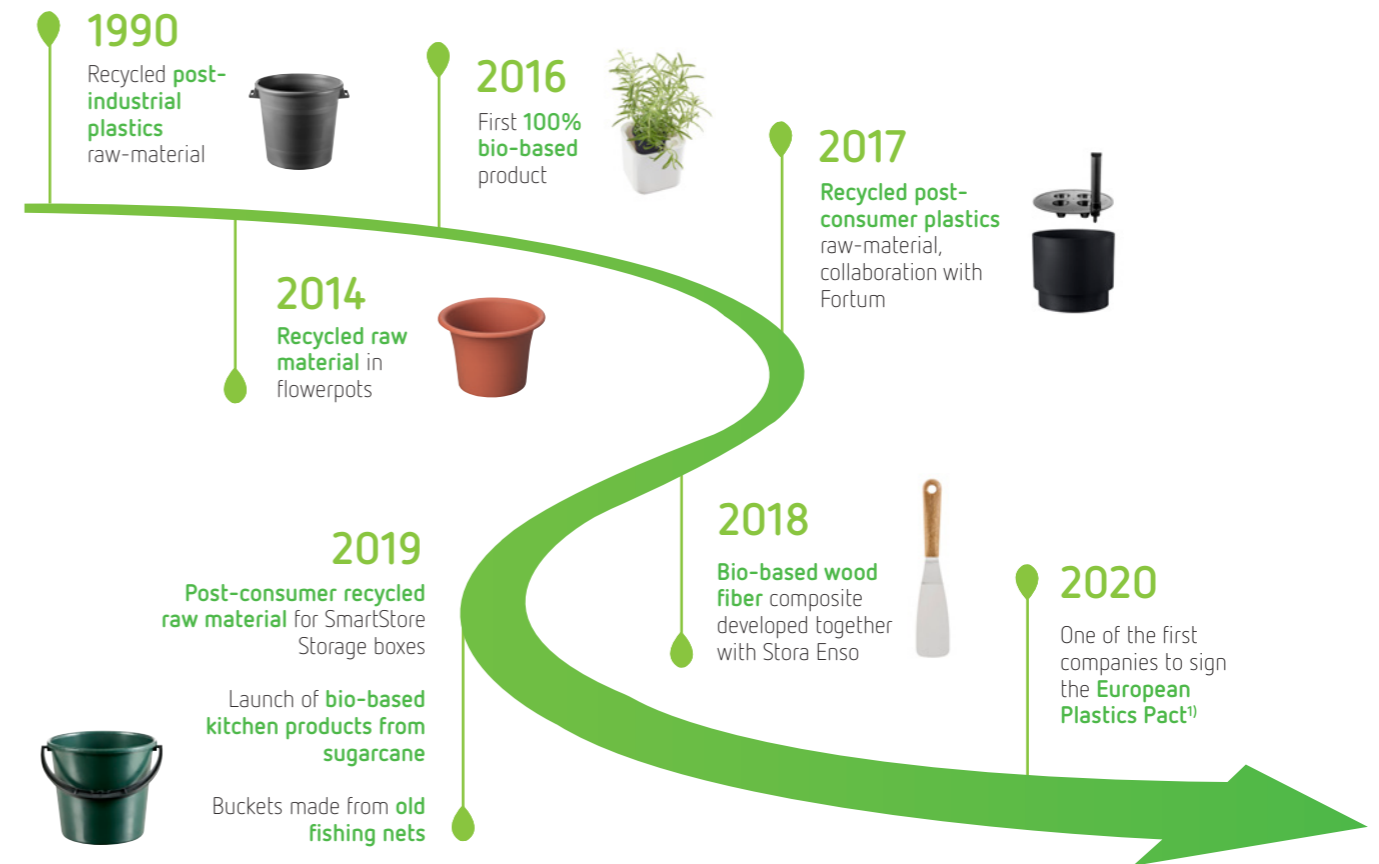 1990
Recycled post-
industrial
plastics
raw-material
2016
First 100%
bio-based
product
2017
Recycled post-
consumer plastics
raw-material,
collaboration with
Fortum
2014
Recycled raw
material in
flowerpots
2018
Bio-based wood
fiber composite
developed together
with Stora Enso
2019
Post-consumer recycled
raw material for SmartStore
Storage boxes
Launch of bio-based
kitchen products from
sugarcane
Buckets made from old
fishing nets
2020
One of the first
companies to sign
the European
Plastics Pact¹⁾